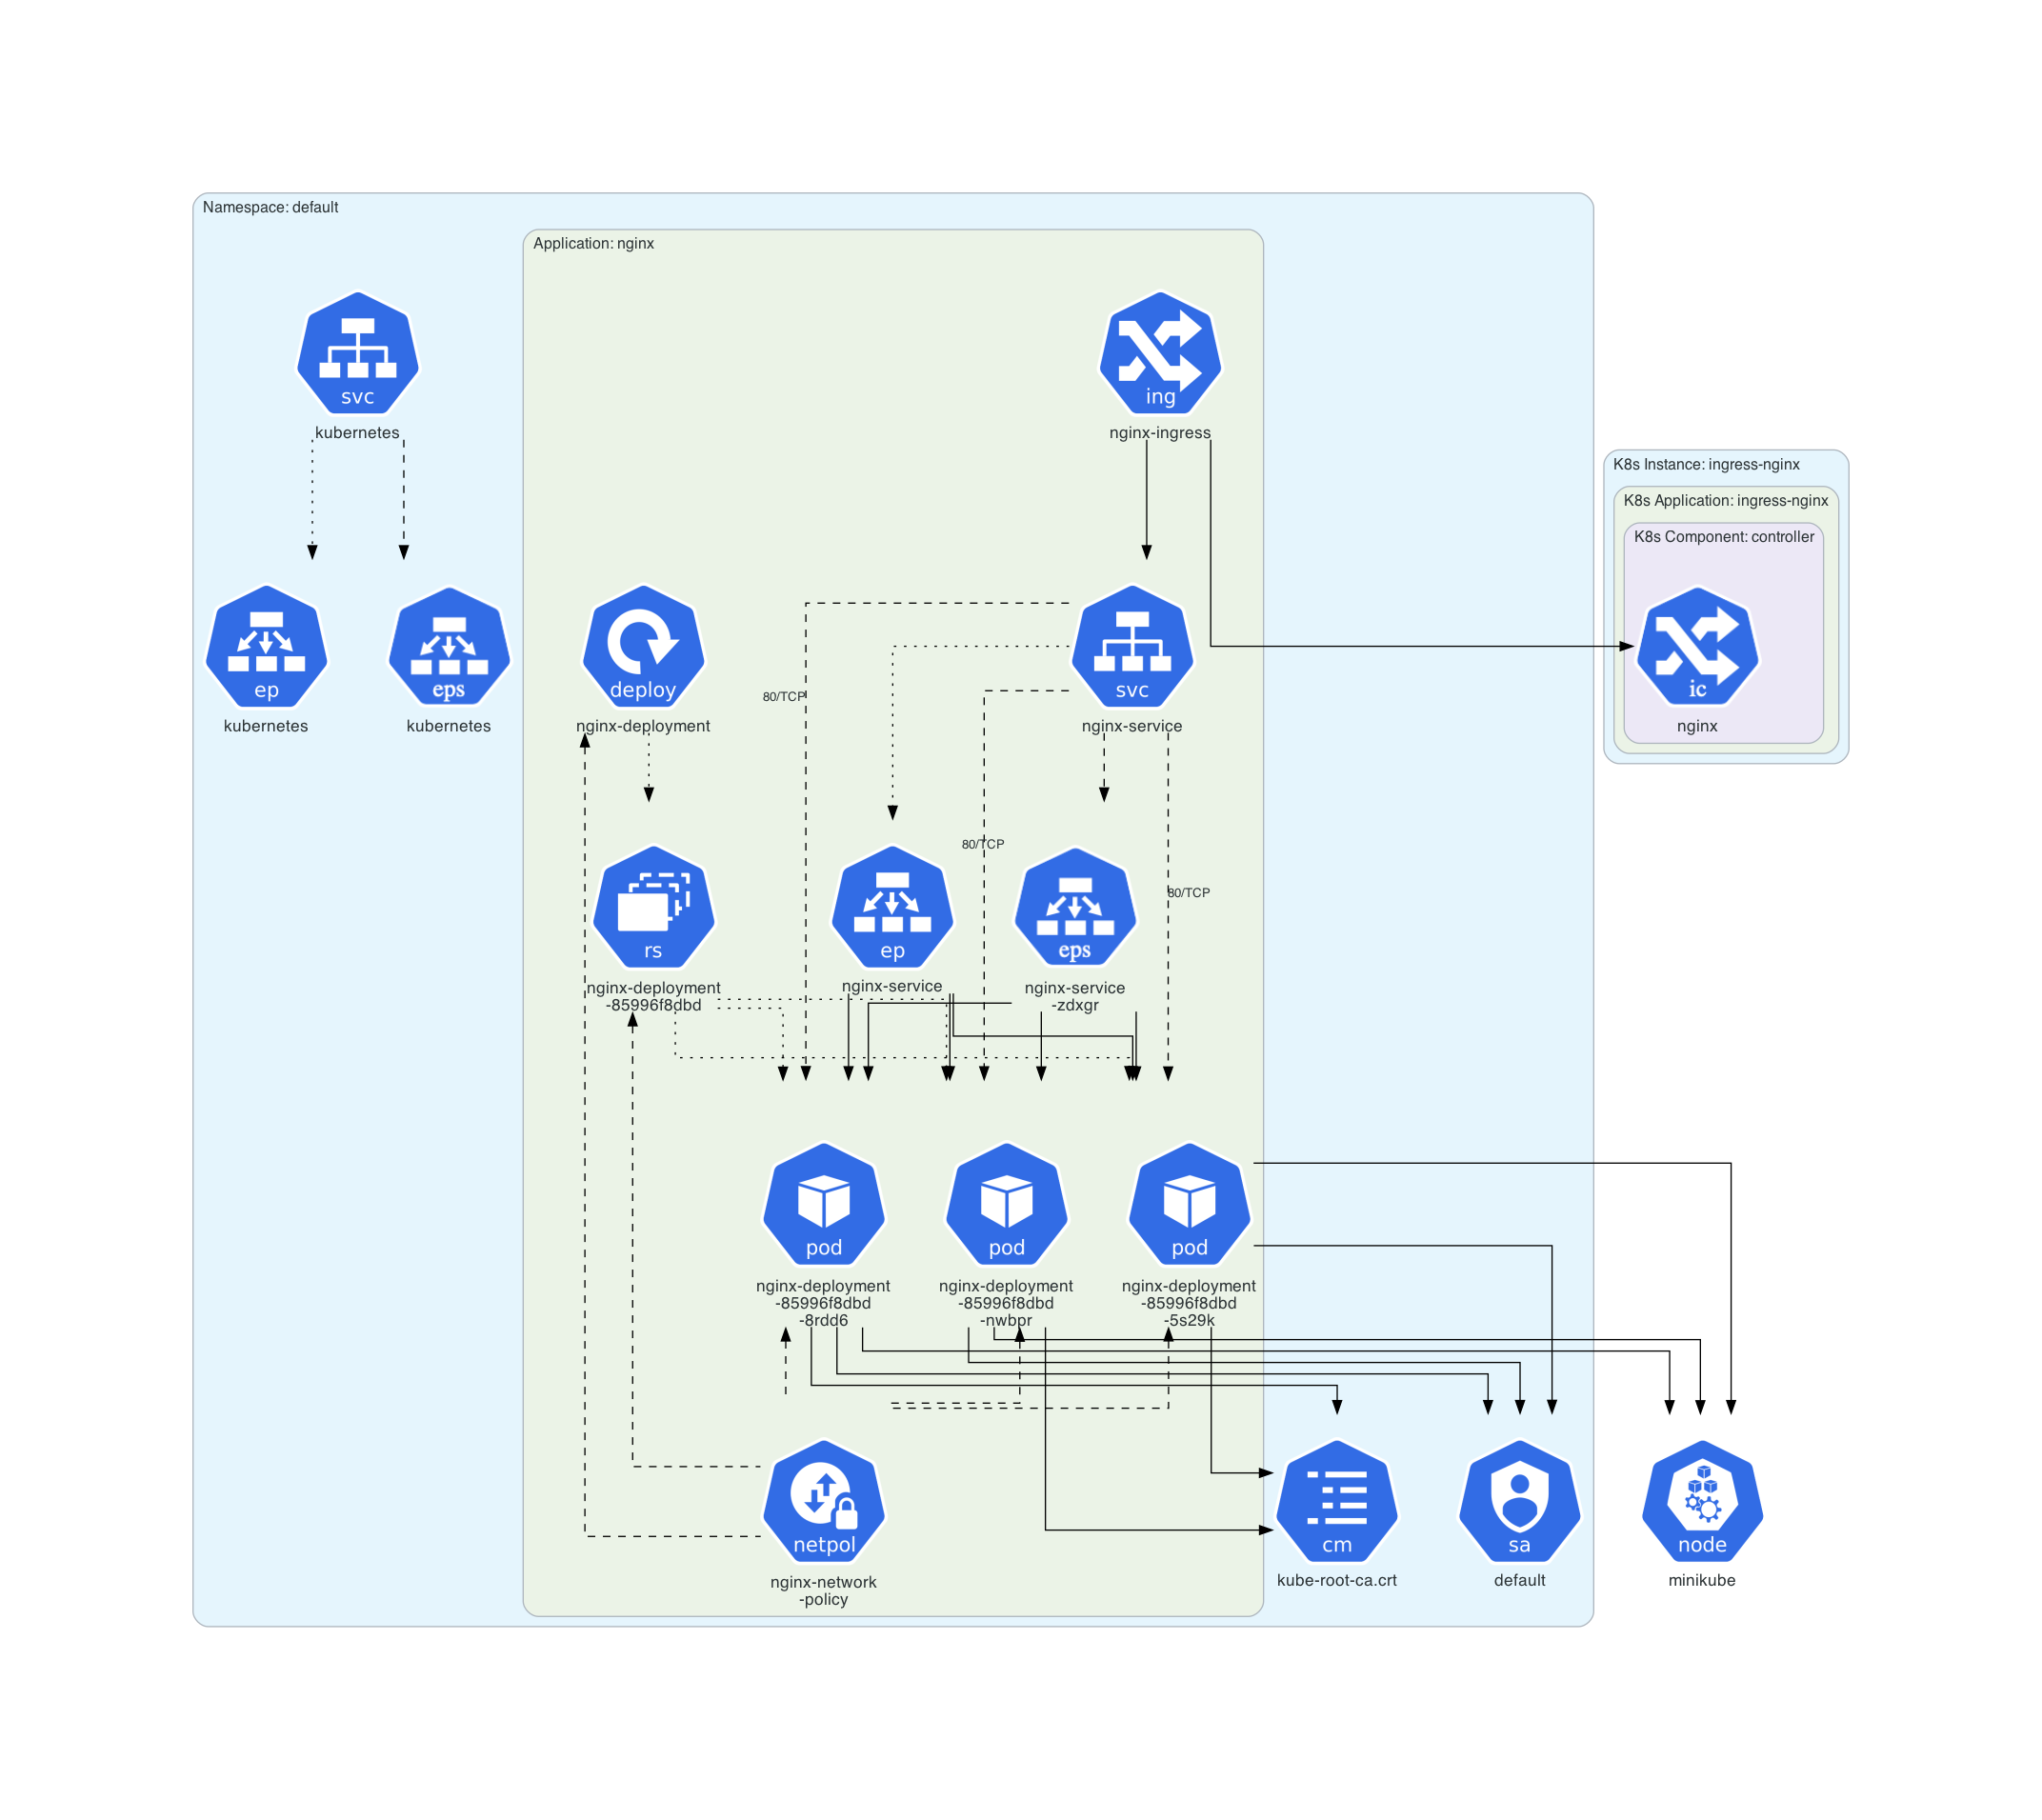 Namespace: default
Application: nginx
svc
kubernetes
ing
nginx-ingress
K8s Instance: ingress-nginx
K8s Application: ingress-nginx
K8s Component: controller
ep
kubernetes
eps
kubernetes
deploy
nginx-deployment
svc
nginx-service
ic
nginx
80/TCP
80/TCP
80/TCP
rs
nginx-deployment
-85996f8dbd
ep
nginx-service
eps
nginx-service
-zdxgr
pod
nginx-deployment
-85996f8dbd
-8rdd6
pod
nginx-deployment
-85996f8dbd
-nwbpr
pod
nginx-deployment
-85996f8dbd
-5s29k
netpol
nginx-network
-policy
cm
kube-root-ca.crt
sa
default
node
minikube